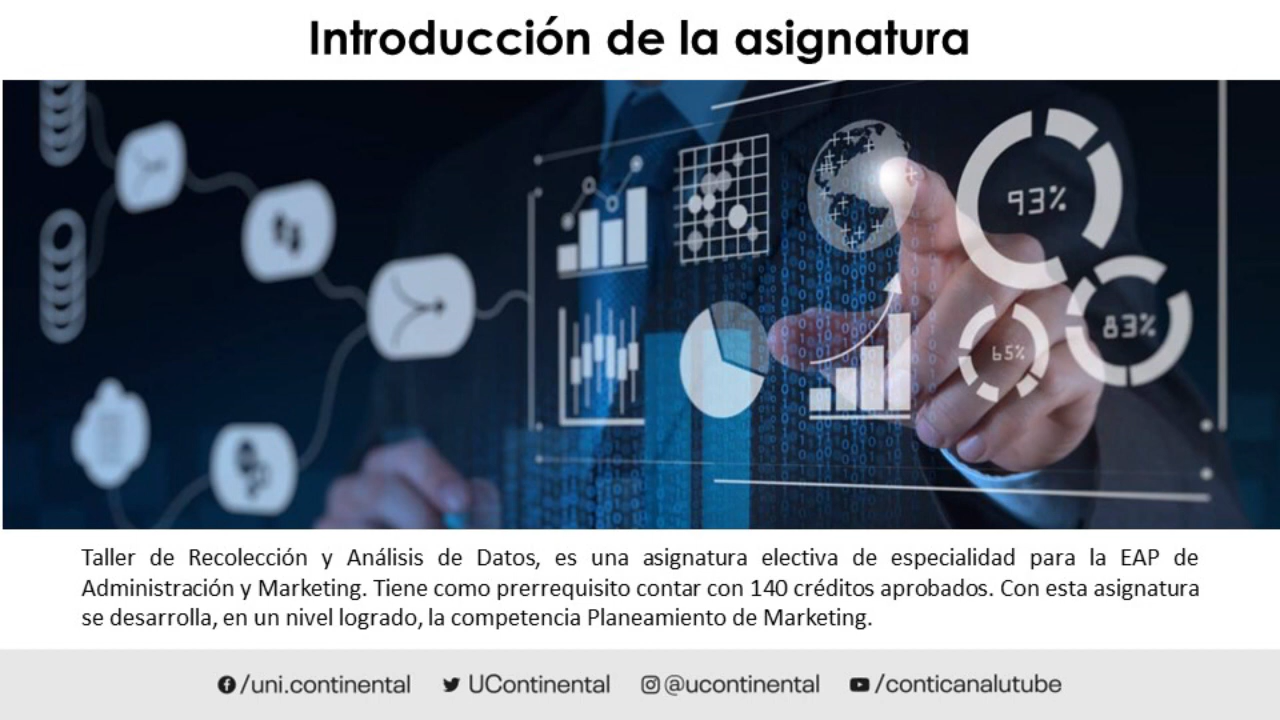 Introducción de la asignatura
93%
83%
65%
Taller de Recolección y Análisis de Datos, es una asignatura electiva de especialidad para la EAP de
Administración y Marketing. Tiene como prerrequisito contar con 140 créditos aprobados. Con esta asignatura
se desarrolla, en un nivel logrado, la competencia Planeamiento de Marketing.
/uni.continental UContinental @ucontinental /conticanalutube